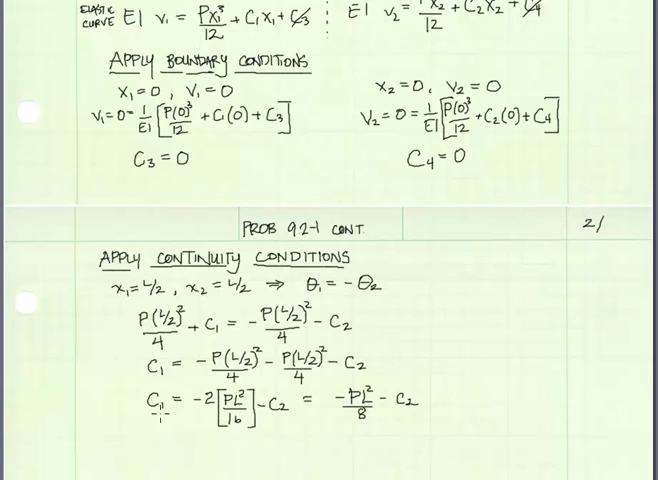 ELASTIC CURVE EI v₁ = Px₁³/12 + C₁x₁ + C₃
EI v₂ = Px₂³/12 + C₂x₂ + C₄
APPLY BOUNDARY CONDITIONS
x₁=0, v₁=0
x₂=0, v₂=0
v₁=0= 1/EI [P(0)³/12 + C₁(0) + C₃]
v₂=0= 1/EI [P(0)³/12 + C₂(0) + C₄]
C₃=0
C₄=0
PROB 9.2-1 CONT.
2/
APPLY CONTINUITY CONDITIONS
x₁=L/2, x₂=L/2 ⇒ θ₁=-θ₂
P(L/2)²/4 + C₁ = -P(L/2)²/4 - C₂
C₁ = -P(L/2)²/4 - P(L/2)²/4 - C₂
C₁ = -2[PL²/16] - C₂ = -PL²/8 - C₂